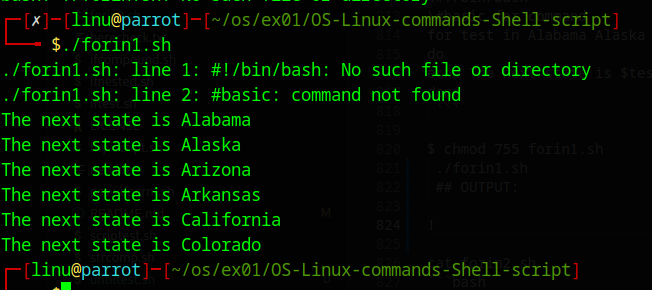 ┌─[✗]─[linu@parrot]─[~/os/ex01/OS-Linux-commands-Shell-script]
└──╼ $./forin1.sh
./forin1.sh: line 1: #!/bin/bash: No such file or directory
./forin1.sh: line 2: #basic: command not found
The next state is Alabama
The next state is Alaska
The next state is Arizona
The next state is Arkansas
The next state is California
The next state is Colorado
┌─[linu@parrot]─[~/os/ex01/OS-Linux-commands-Shell-script]
for test in Alabama Alaska
do
is $tes
820 $ chmod 755 forin1.sh
821 ./forin1.sh
822 ## OUTPUT:
823
824
825
bash